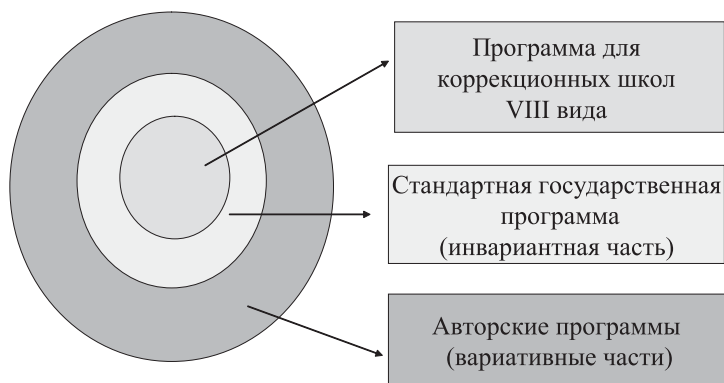 Программа для
коррекционных школ
VIII вида
Стандартная государственная
программа
(инвариантная часть)
Авторские программы
(вариативные части)